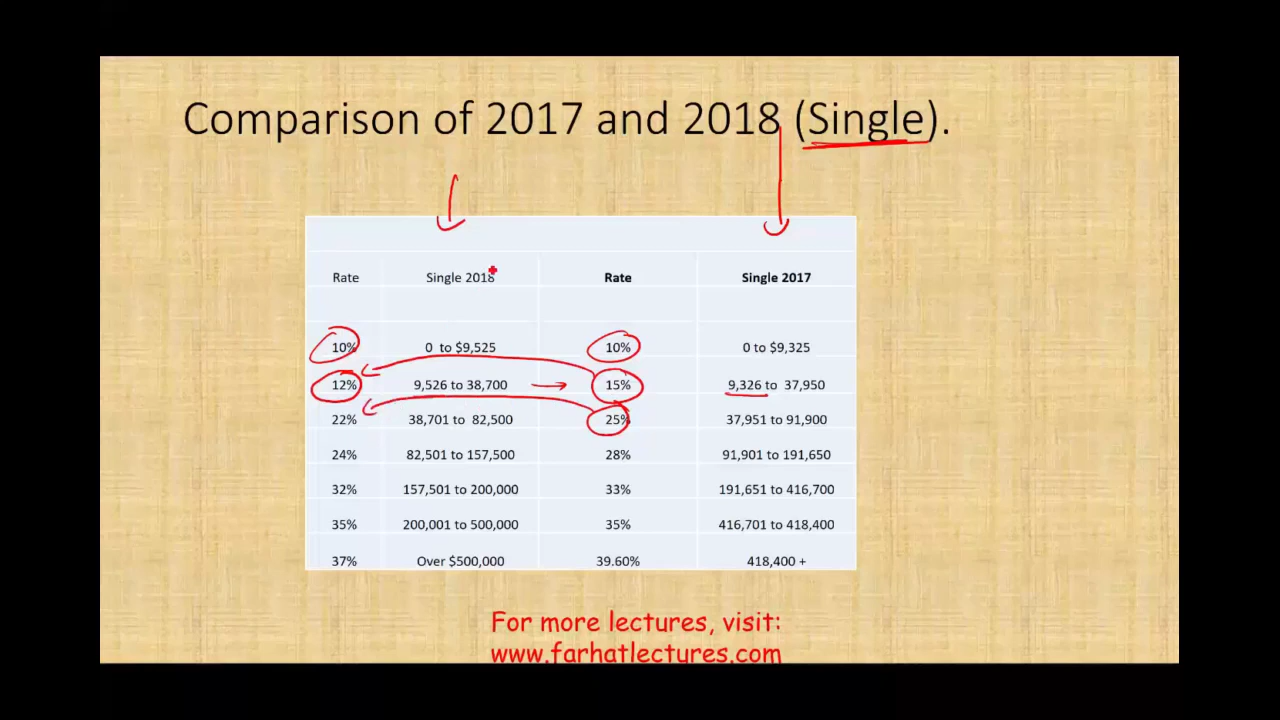 Comparison of 2017 and 2018 (Single).
Rate Single 2018 Rate Single 2017
10% 0 to $9,525 10% 0 to $9,325
12% 9,526 to 38,700 15% 9,326 to 37,950
22% 38,701 to 82,500 25% 37,951 to 91,900
24% 82,501 to 157,500 28% 91,901 to 191,650
32% 157,501 to 200,000 33% 191,651 to 416,700
35% 200,001 to 500,000 35% 416,701 to 418,400
37% Over $500,000 39.60% 418,400 +
For more lectures, visit:
www.farhatlectures.com